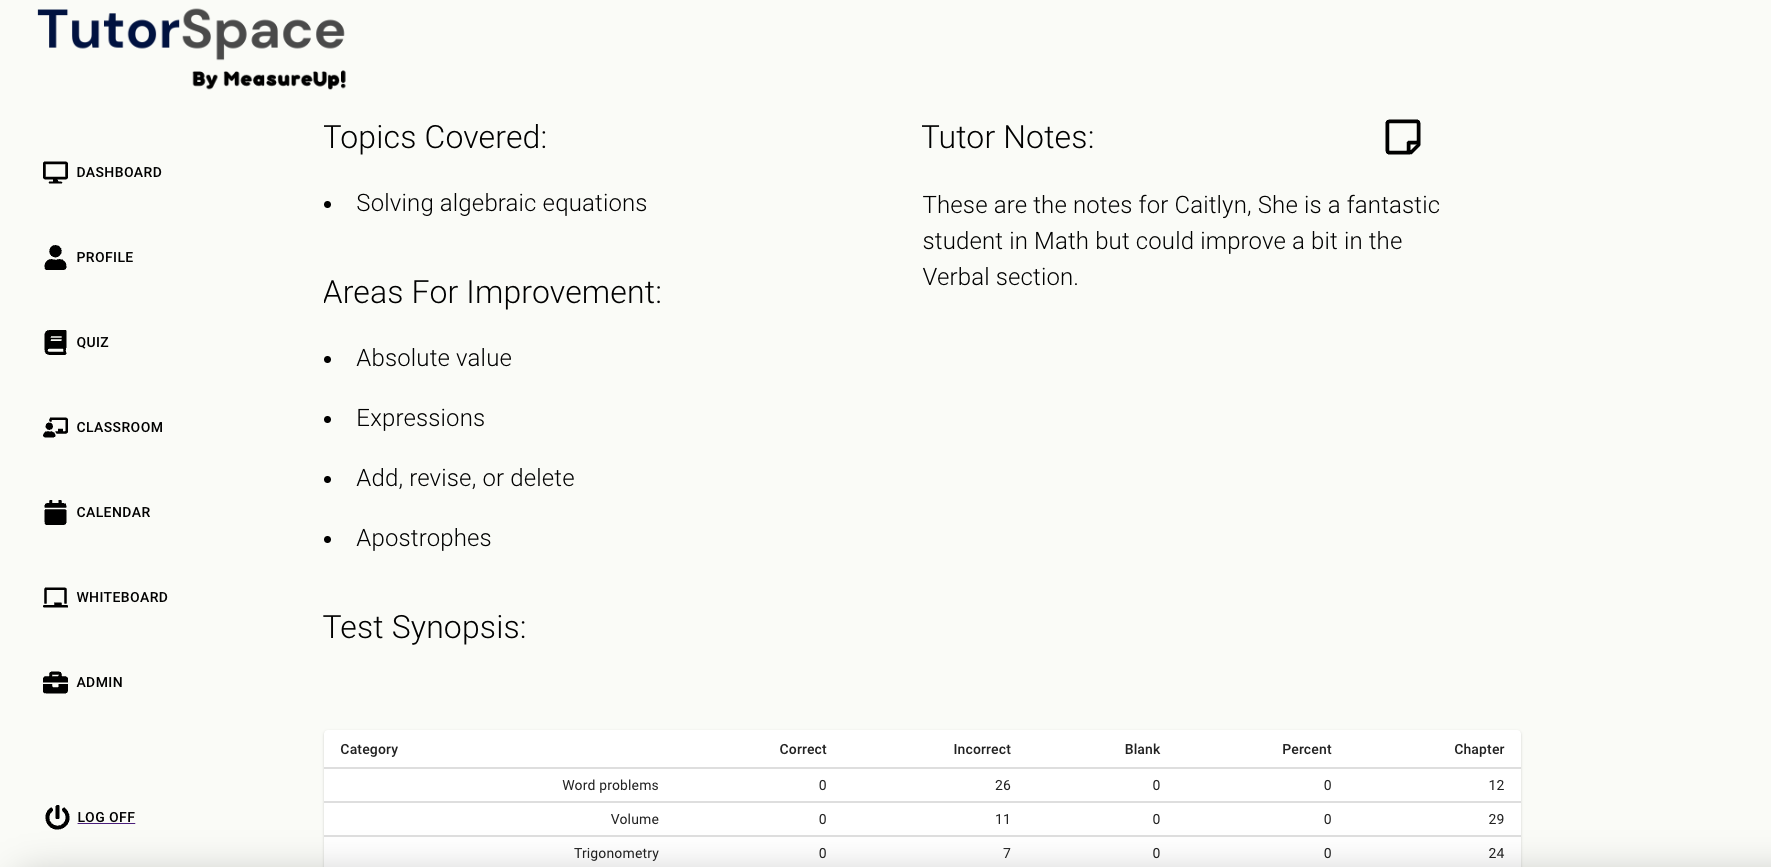 TutorSpace
By MeasureUp!
DASHBOARD
PROFILE
QUIZ
CLASSROOM
CALENDAR
WHITEBOARD
ADMIN
LOG OFF
Topics Covered:
Solving algebraic equations
Areas For Improvement:
Absolute value
Expressions
Add, revise, or delete
Apostrophes
Tutor Notes:
These are the notes for Caitlyn, She is a fantastic
student in Math but could improve a bit in the
Verbal section.
Test Synopsis:
Category Correct Incorrect Blank Percent Chapter
Word problems 0 26 0 0 12
Volume 0 11 0 0 29
Trigonometry 0 7 0 0 24